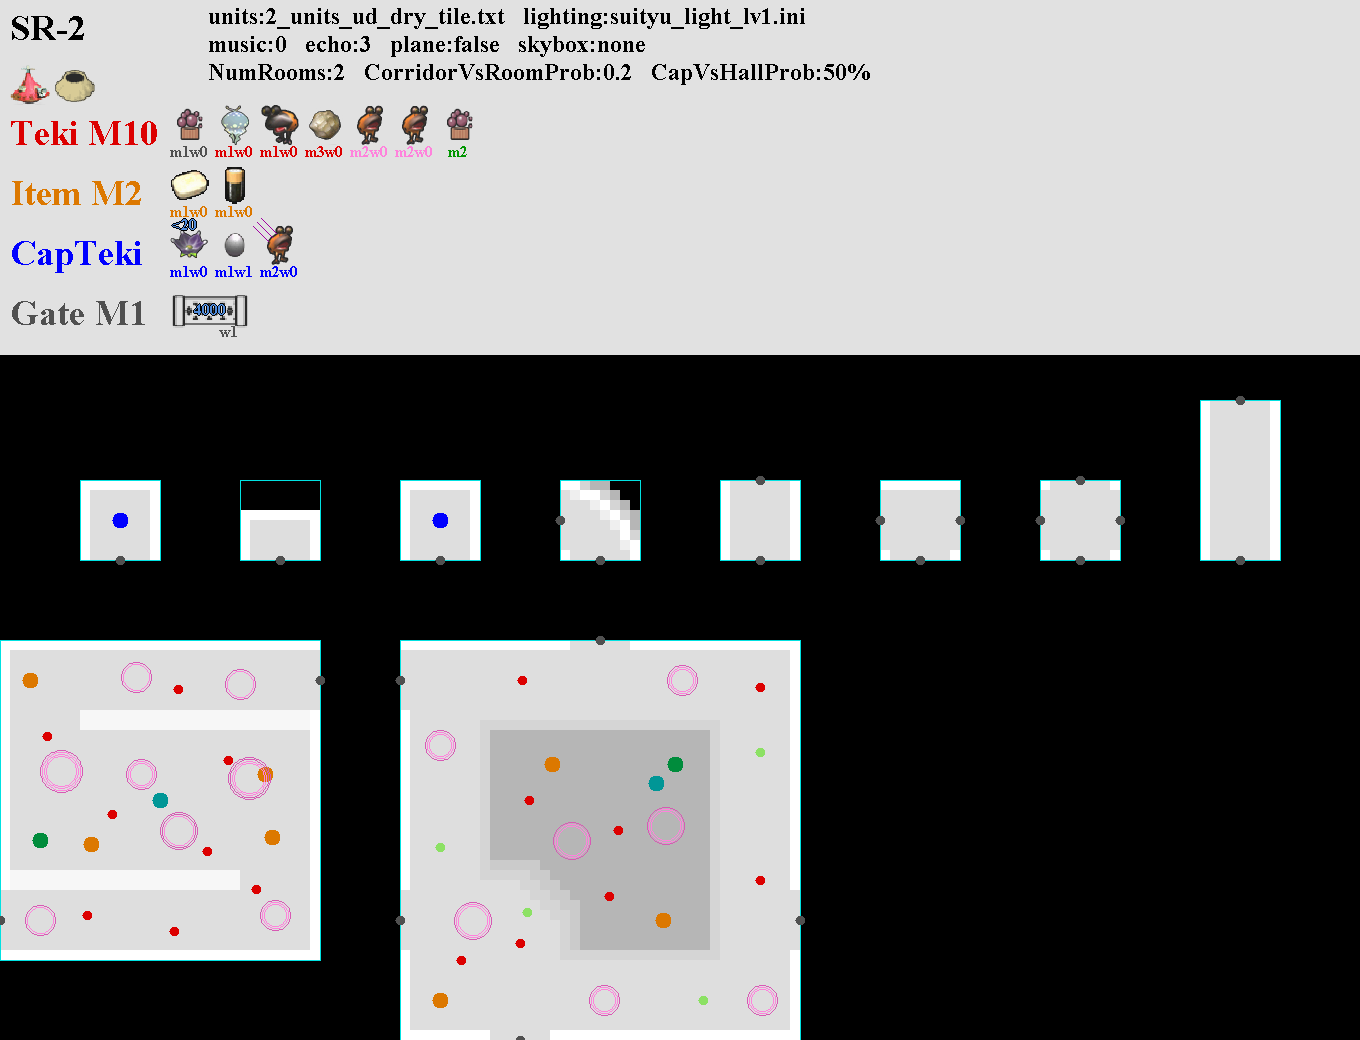 SR-2
units:2_units_ud_dry_tile.txt lighting:suityu_light_lv1.ini
music:0 echo:3 plane:false skybox:none
NumRooms:2 CorridorVsRoomProb:0.2 CapVsHallProb:50%
Teki M10
m1w0 m1w0 m1w0 m3w0 m2w0 m2w0 m2
Item M2
m1w0 m1w0
<20
CapTeki
m1w0 m1w1 m2w0
Gate M1
4000
w1